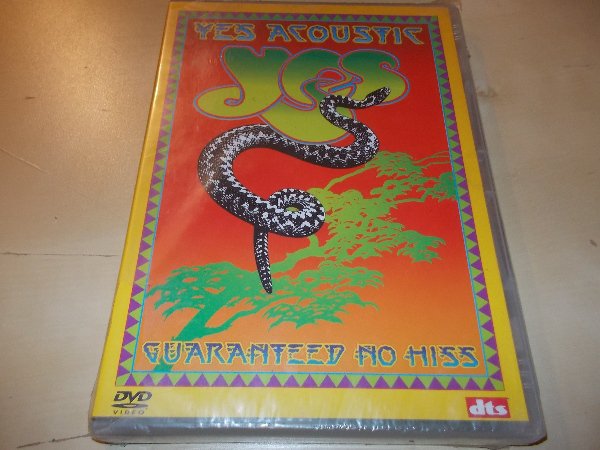 YES ACOUSTIC
YES
GUARANTEED NO HISS
DVD
VIDEO
dts